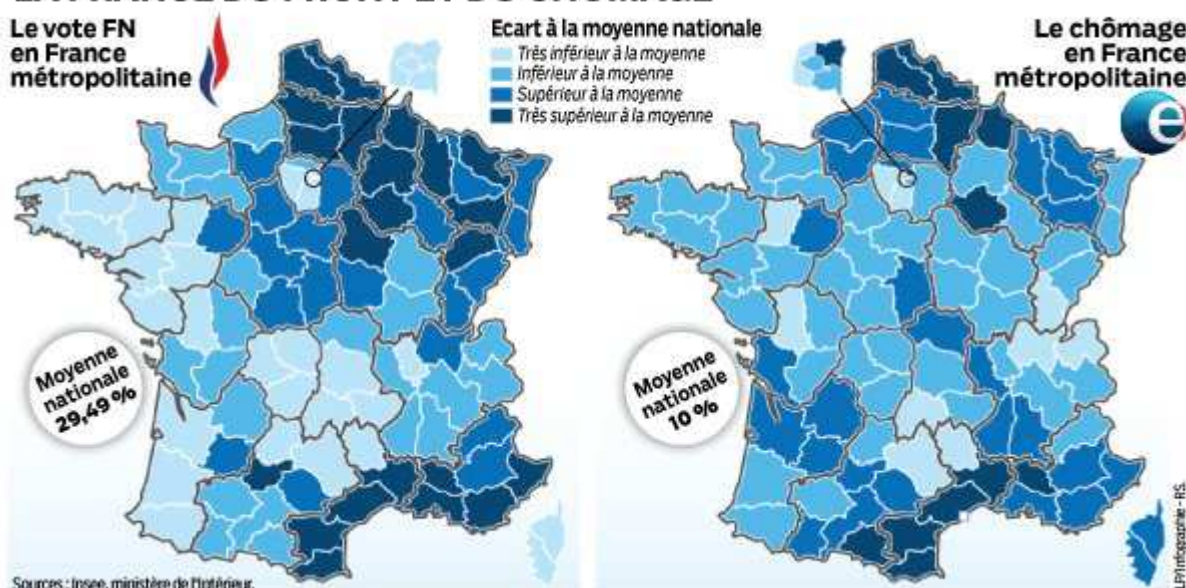 Le vote FN
en France
métropolitaine
Ecart à la moyenne nationale
Très inférieur à la moyenne
Inférieur à la moyenne
Supérieur à la moyenne
Très supérieur à la moyenne
Le chômage
en France
métropolitaine
e
Moyenne
nationale
29,49 %
Moyenne
nationale
10 %
Sources : Insee, ministère de l'Intérieur.
LP/Infographie - R.S.